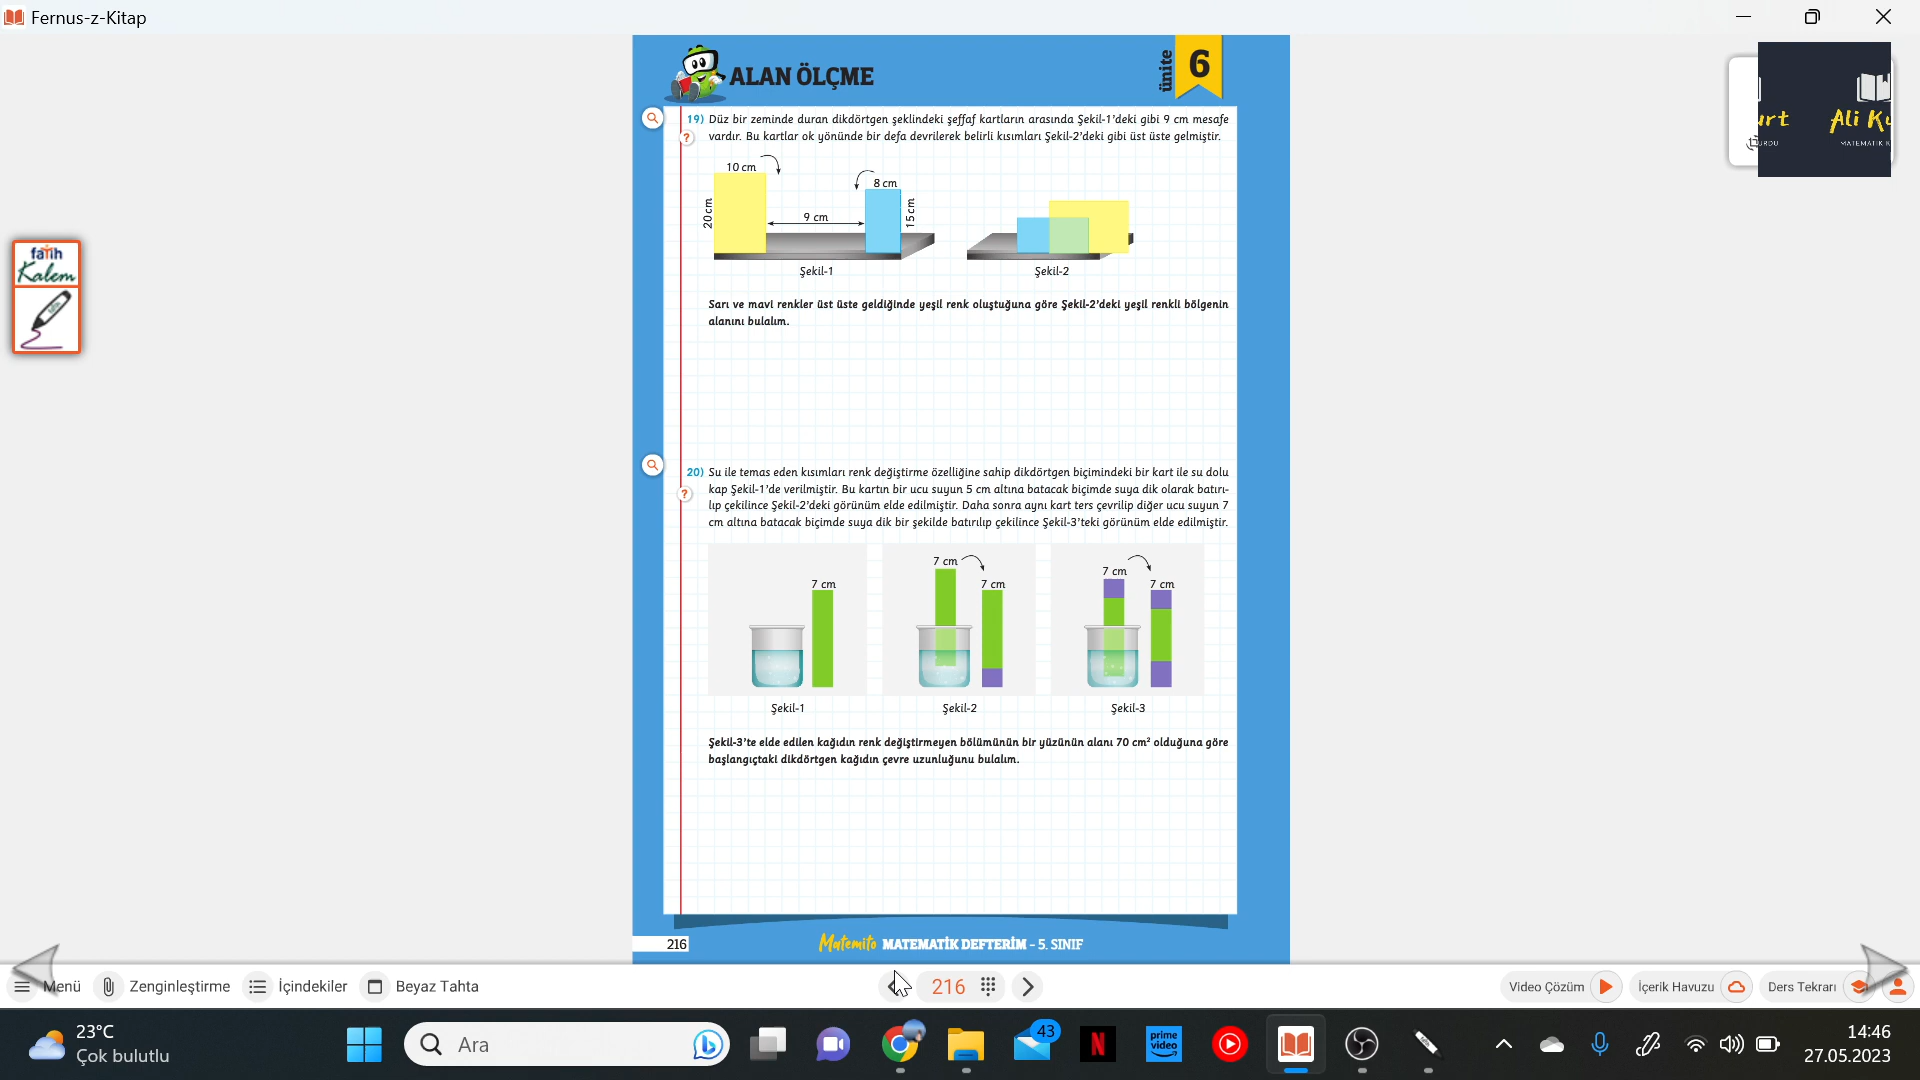 Fernus-z-Kitap
ALAN ÖLÇME
ünite
6
19) Düz bir zeminde duran dikdörtgen şeklindeki şeffaf kartların arasında Şekil-1'deki gibi 9 cm mesafe
vardır. Bu kartlar ok yönünde bir defa devrilerek belirli kısımları Şekil-2'deki gibi üst üste gelmiştir.
10 cm
8 cm
20 cm
9 cm
15 cm
Şekil-1
Şekil-2
Sarı ve mavi renkler üst üste geldiğinde yeşil renk oluştuğuna göre Şekil-2'deki yeşil renkli bölgenin
alanını bulalım.
20) Su ile temas eden kısımları renk değiştirme özelliğine sahip dikdörtgen biçimindeki bir kart ile su dolu
kap Şekil-1'de verilmiştir. Bu kartın bir ucu suyun 5 cm altına batacak biçimde suya dik olarak batırı-
lıp çekilince Şekil-2'deki görünüm elde edilmiştir. Daha sonra aynı kart ters çevrilip diğer ucu suyun 7
cm altına batacak biçimde suya dik bir şekilde batırılıp çekilince Şekil-3'teki görünüm elde edilmiştir.
7 cm
7 cm
7 cm
7 cm
7 cm
Şekil-1
Şekil-2
Şekil-3
Şekil-3'te elde edilen kağıdın renk değiştirmeyen bölümünün bir yüzünün alanı 70 cm² olduğuna göre
başlangıçtaki dikdörtgen kağıdın çevre uzunluğunu bulalım.
216
Matemito MATEMATİK DEFTERİM - 5. SINIF
fatih
Kalem
urt
Ali Ku
URDU
MATEMATIK K
Menü
Zenginleştirme
İçindekiler
Beyaz Tahta
216
Video Çözüm
İçerik Havuzu
Ders Tekrarı
23°C
Çok bulutlu
Ara
43
N
prime
video
14:46
27.05.2023